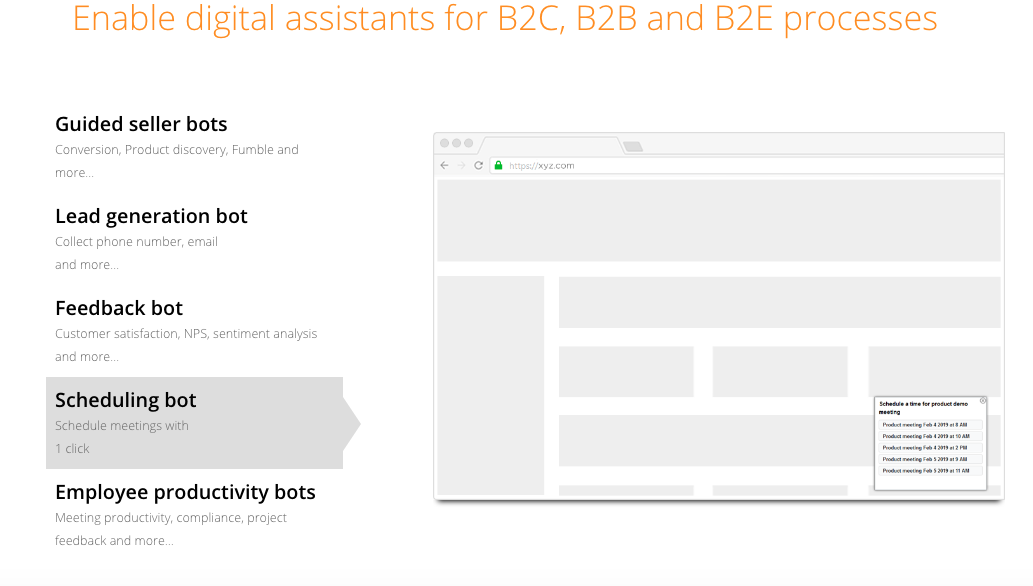 Enable digital assistants for B2C, B2B and B2E processes
Guided seller bots
Conversion, Product discovery, Fumble and
more...
Lead generation bot
Collect phone number, email
and more...
Feedback bot
Customer satisfaction, NPS, sentiment analysis
and more...
Scheduling bot
Schedule meetings with
1 click
Employee productivity bots
Meeting productivity, compliance, project
feedback and more...
https://xyz.com
Schedule a time for product demo
meeting
Product meeting Feb 4 2019 at 8 AM
Product meeting Feb 4 2019 at 10 AM
Product meeting Feb 4 2019 at 2 PM
Product meeting Feb 5 2019 at 9 AM
Product meeting Feb 5 2019 at 11 AM